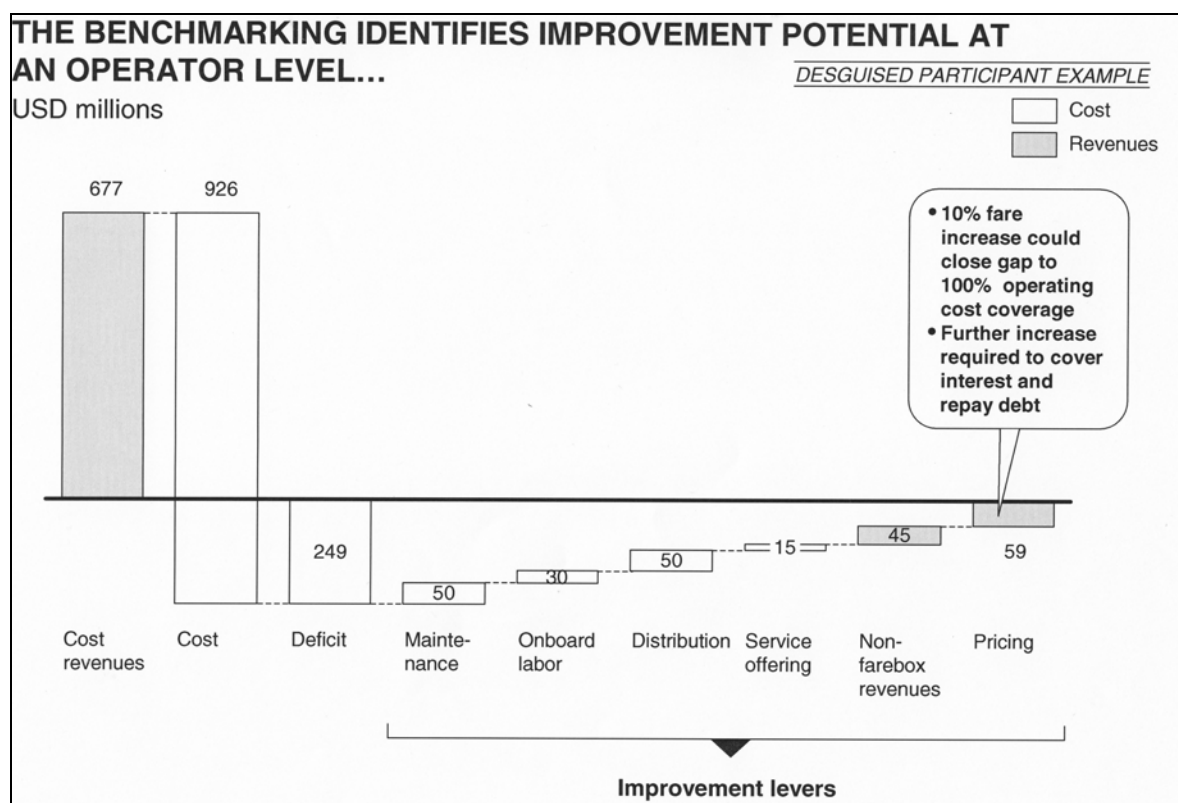 THE BENCHMARKING IDENTIFIES IMPROVEMENT POTENTIAL AT
AN OPERATOR LEVEL...
DESGUISED PARTICIPANT EXAMPLE
USD millions
Cost
Revenues
677
926
• 10% fare
increase could
close gap to
100% operating
cost coverage
• Further increase
required to cover
interest and
repay debt
249
50
30
50
15
45
59
Cost
revenues
Cost
Deficit
Mainte-
nance
Onboard
labor
Distribution
Service
offering
Non-
farebox
revenues
Pricing
Improvement levers